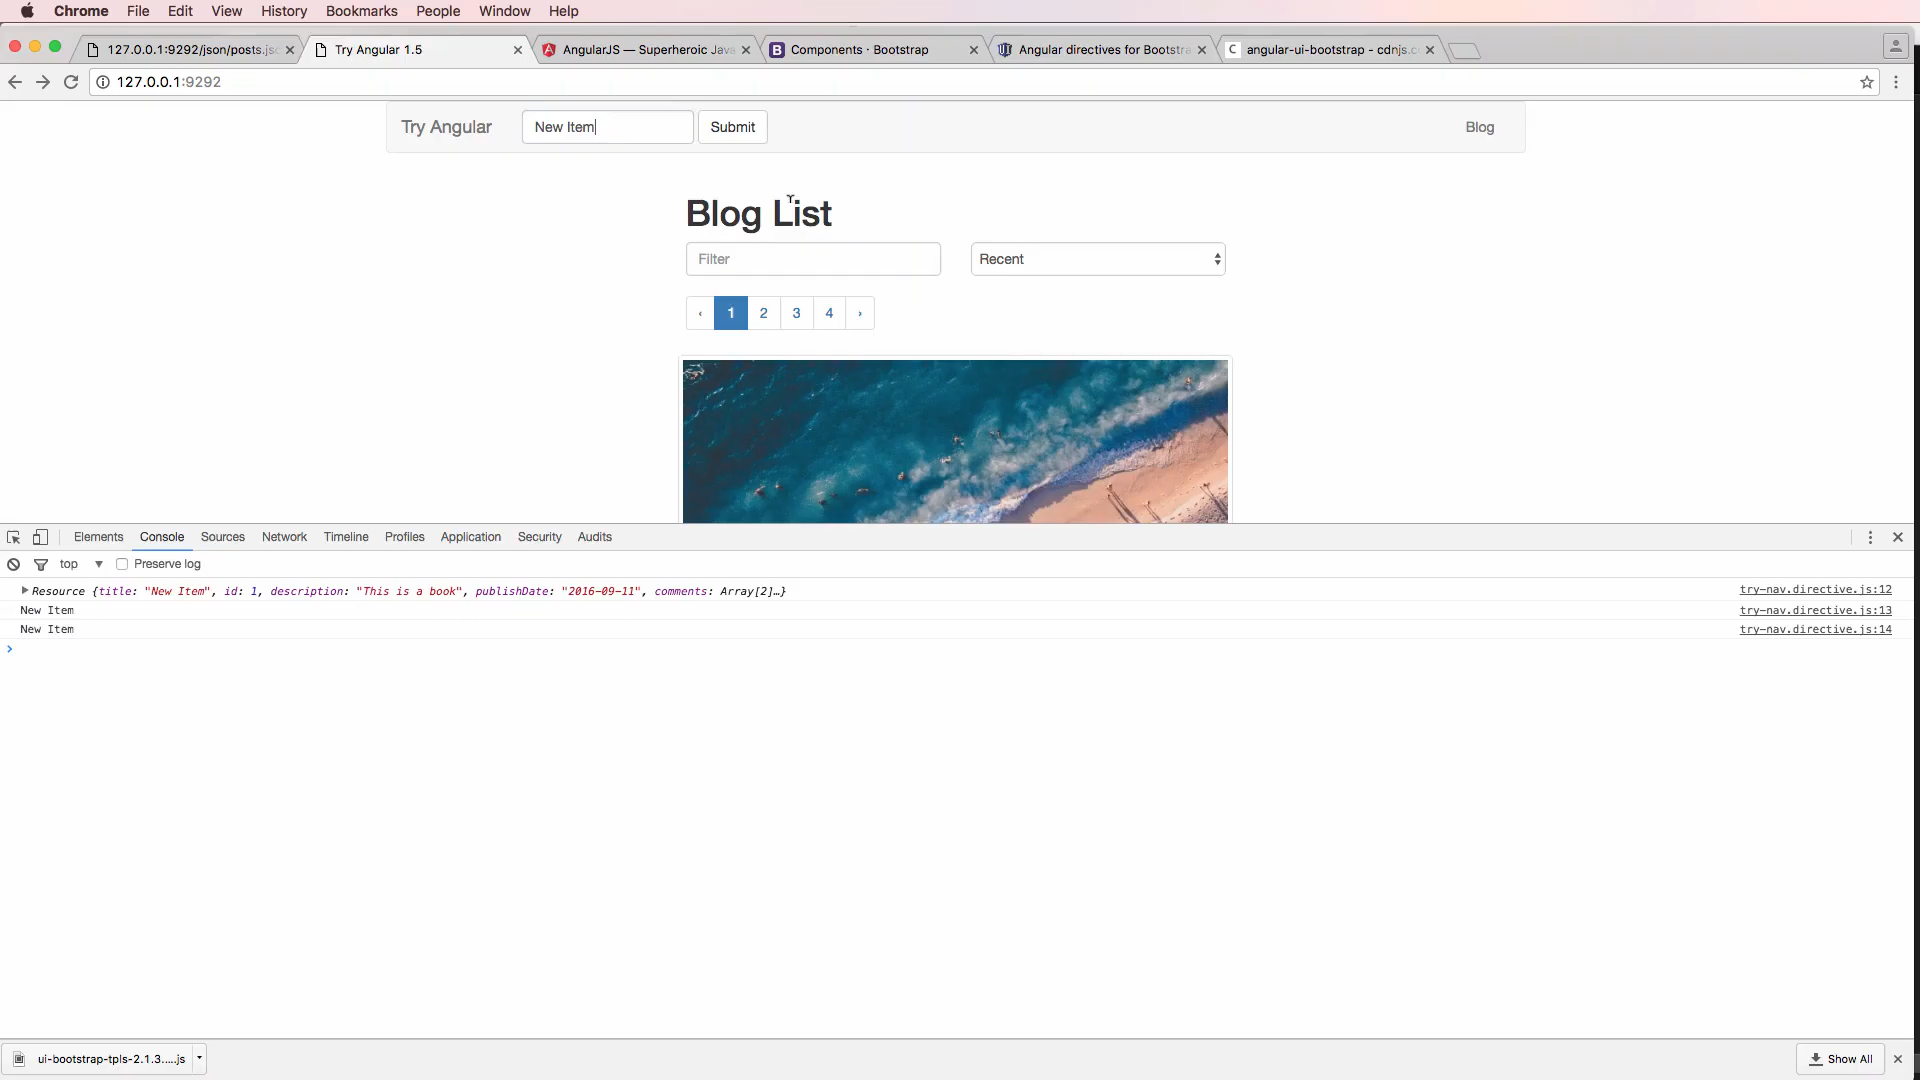 Chrome File Edit View History Bookmarks People Window Help
127.0.0.1:9292/json/posts.js
Try Angular 1.5
AngularJS — Superheroic Java
Components · Bootstrap
Angular directives for Bootstra
C angular-ui-bootstrap - cdnjs.c
127.0.0.1:9292
Try Angular
New Item
Submit
Blog
Blog List
Filter
Recent
‹ 1 2 3 4 ›
Elements Console Sources Network Timeline Profiles Application Security Audits
top Preserve log
Resource {title: "New Item", id: 1, description: "This is a book", publishDate: "2016-09-11", comments: Array[2]…} try-nav.directive.js:12
New Item try-nav.directive.js:13
New Item try-nav.directive.js:14
ui-bootstrap-tpls-2.1.3....js
Show All